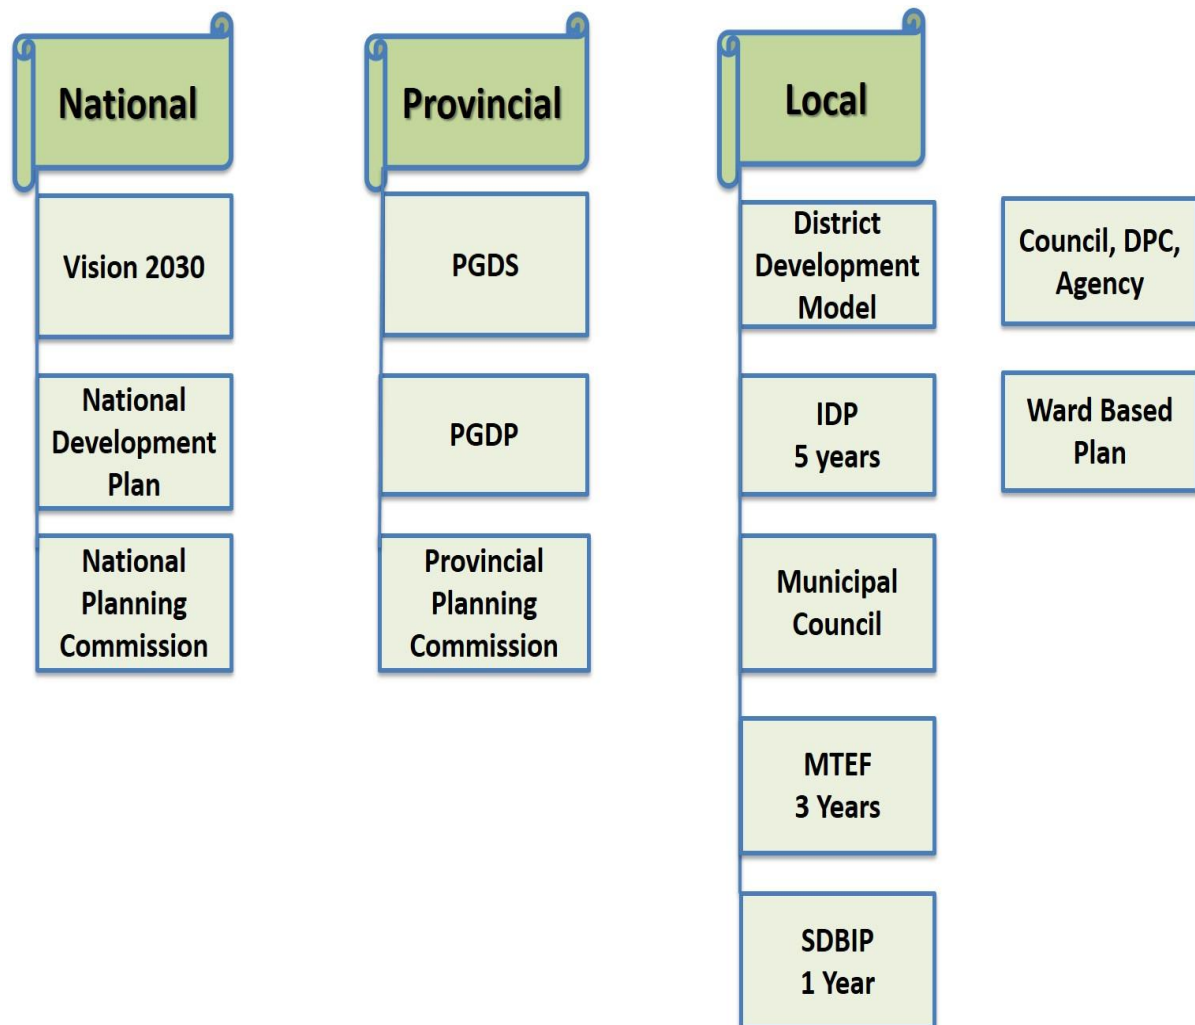 National
Vision 2030
National
Development
Plan
National
Planning
Commission
Provincial
PGDS
PGDP
Provincial
Planning
Commission
Local
District
Development
Model
IDP
5 years
Municipal
Council
MTEF
3 Years
SDBIP
1 Year
Council, DPC,
Agency
Ward Based
Plan